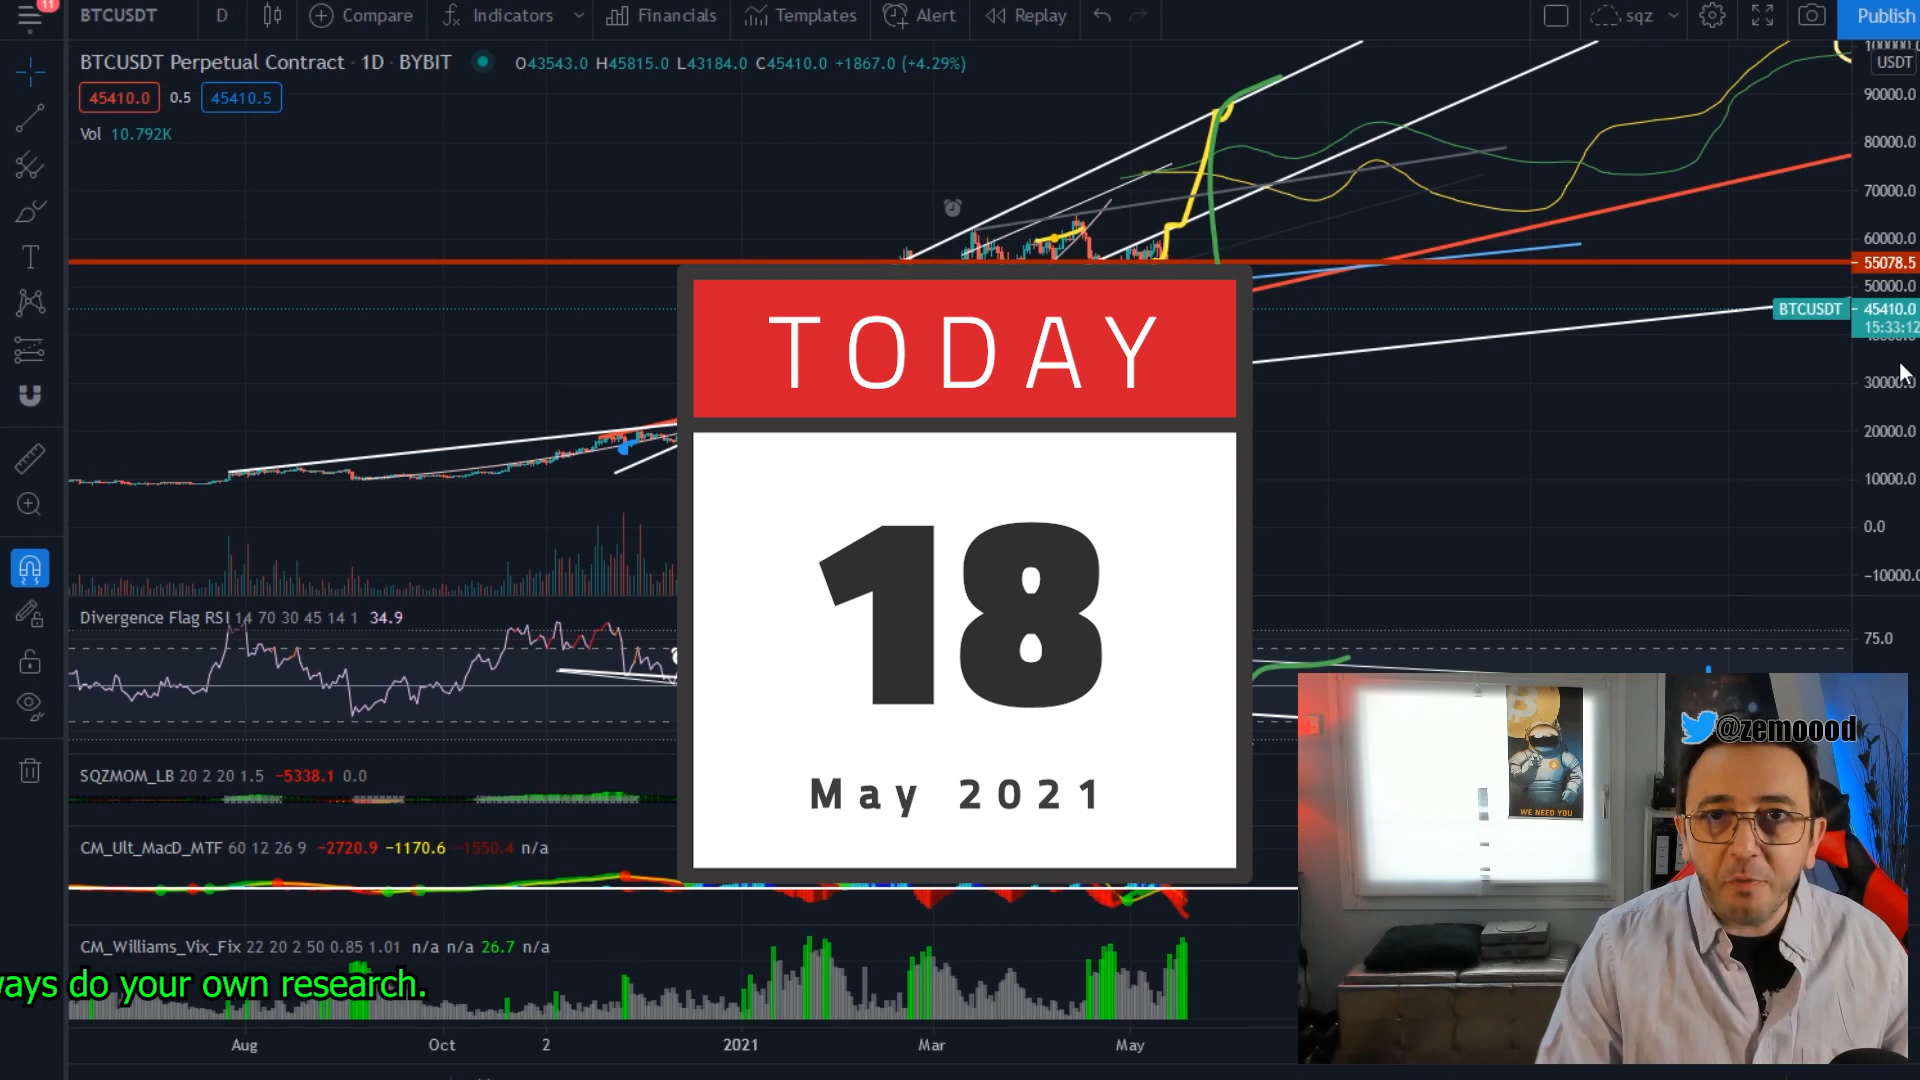 11
BTCUSDT D Compare Indicators Financials Templates Alert Replay sqz Publish
BTCUSDT Perpetual Contract · 1D · BYBIT O43543.0 H45815.0 L43184.0 C45410.0 +1867.0 (+4.29%)
USDT
45410.0 0.5 45410.5
90000.0
Vol 10.792K
80000.0
70000.0
60000.0
55078.5
50000.0
BTCUSDT 45410.0
15:33:12
30000.0
20000.0
10000.0
0.0
−10000.0
TODAY
18
May 2021
Divergence Flag RSI 14 70 30 45 14 1 34.9
75.0
SQZMOM_LB 20 2 20 1.5 −5338.1 0.0
CM_Ult_MacD_MTF 60 12 26 9 −2720.9 −1170.6 −1550.4 n/a
CM_Williams_Vix_Fix 22 20 2 50 0.85 1.01 n/a n/a 26.7 n/a
@zemoood
WE NEED YOU
ways do your own research.
Aug Oct 2 2021 Mar May